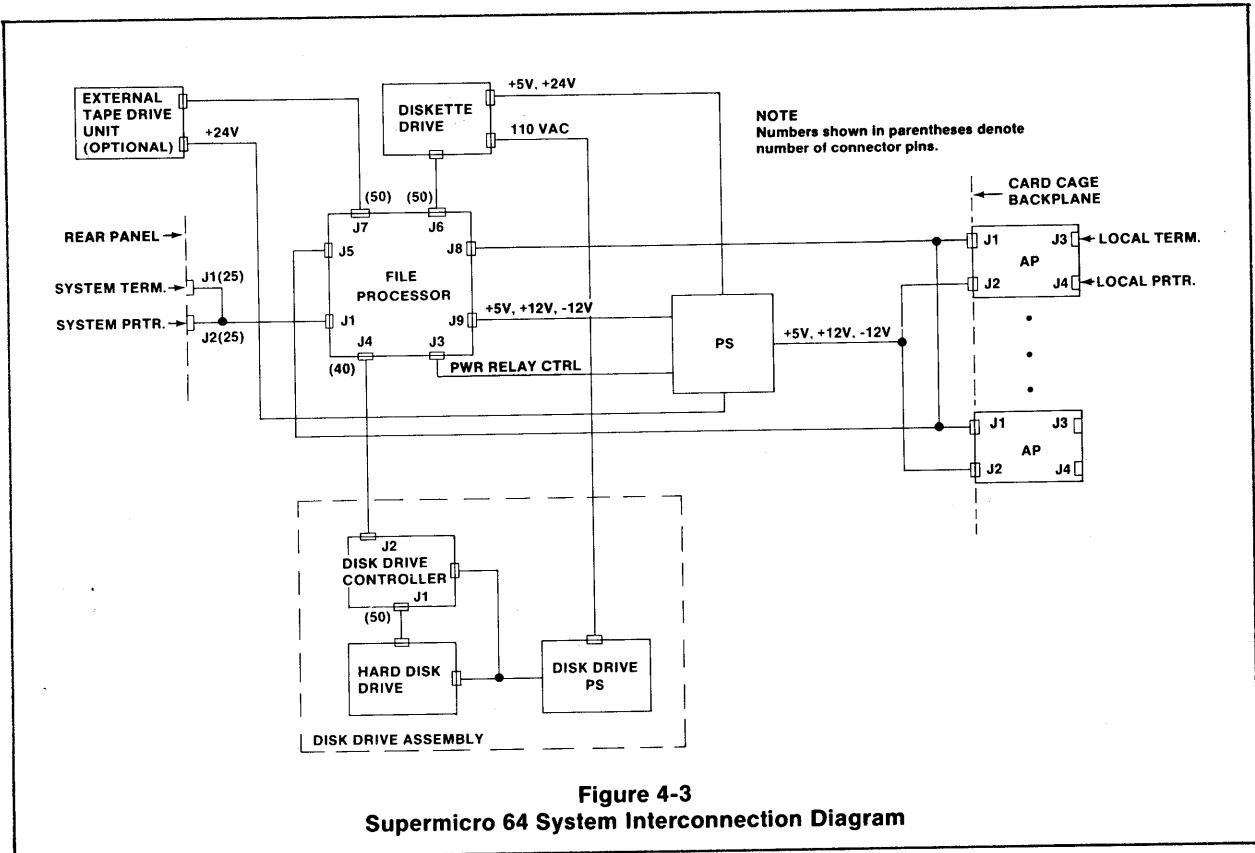 EXTERNAL
TAPE DRIVE
UNIT
(OPTIONAL)
+24V
DISKETTE
DRIVE
+5V, +24V
110 VAC
NOTE
Numbers shown in parentheses denote
number of connector pins.
CARD CAGE
BACKPLANE
(50)
(50)
J7
J6
J5
J8
FILE
PROCESSOR
J1
J9
J4
J3
(40)
REAR PANEL
J1(25)
SYSTEM TERM.
SYSTEM PRTR.
J2(25)
+5V, +12V, -12V
PWR RELAY CTRL
PS
+5V, +12V, -12V
J1
J3
LOCAL TERM.
AP
J2
J4
LOCAL PRTR.
J1
J3
AP
J2
J4
J2
DISK DRIVE
CONTROLLER
J1
(50)
HARD DISK
DRIVE
DISK DRIVE
PS
DISK DRIVE ASSEMBLY
Figure 4-3
Supermicro 64 System Interconnection Diagram